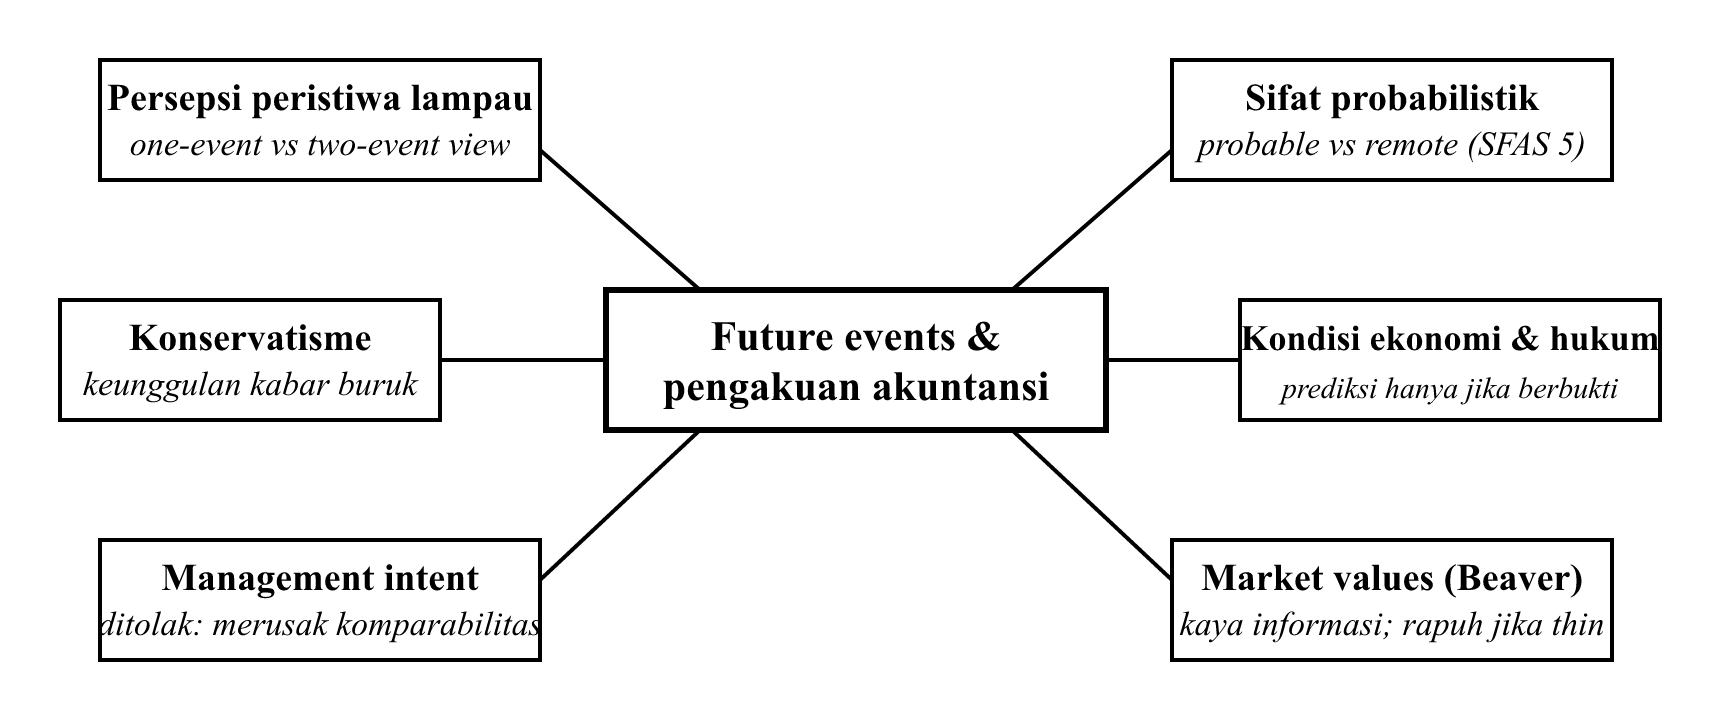 Persepsi peristiwa lampau
one-event vs two-event view
Sifat probabilistik
probable vs remote (SFAS 5)
Konservatisme
keunggulan kabar buruk
Future events &
pengakuan akuntansi
Kondisi ekonomi & hukum
prediksi hanya jika berbukti
Management intent
ditolak: merusak komparabilitas
Market values (Beaver)
kaya informasi; rapuh jika thin